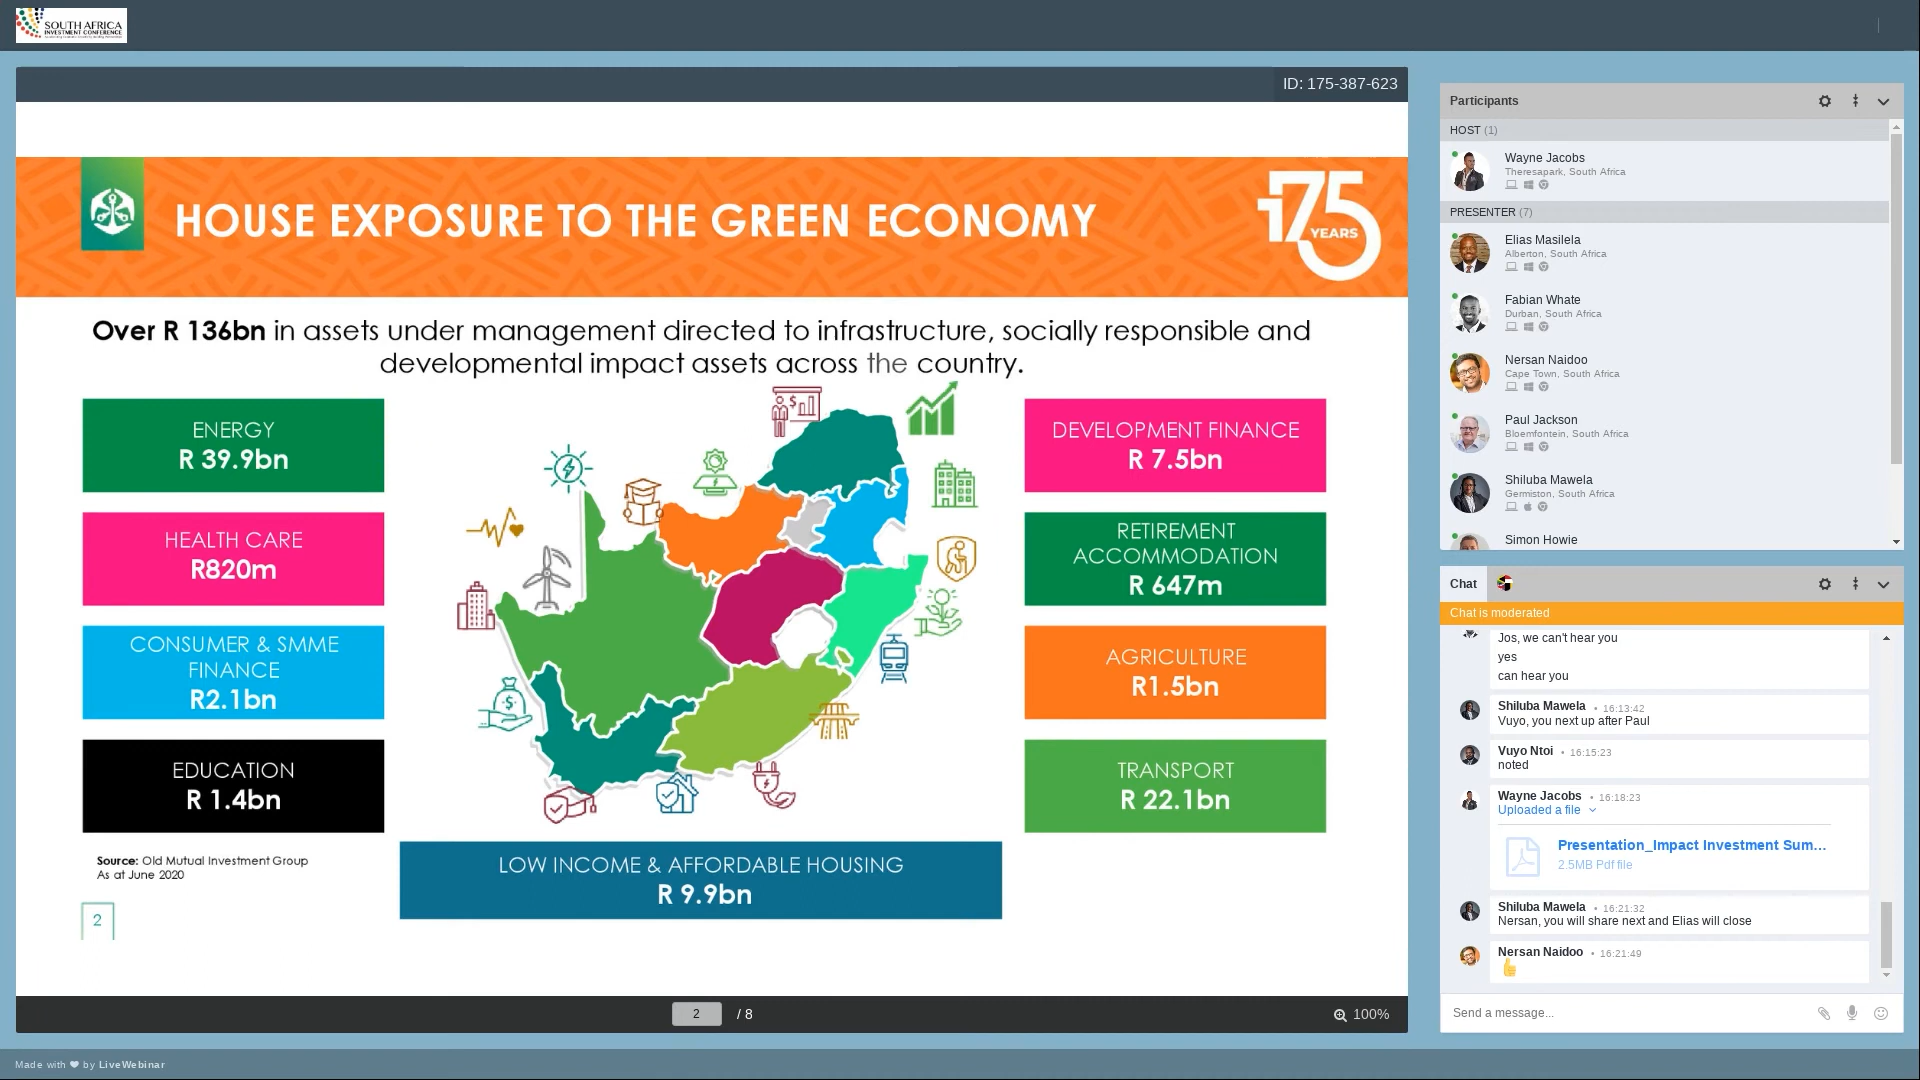 SOUTH AFRICA
INVESTMENT CONFERENCE
ID: 175-387-623
HOUSE EXPOSURE TO THE GREEN ECONOMY
175
YEARS
Over R 136bn in assets under management directed to infrastructure, socially responsible and
developmental impact assets across the country.
ENERGY
R 39.9bn
HEALTH CARE
R820m
CONSUMER & SMME
FINANCE
R2.1bn
EDUCATION
R 1.4bn
DEVELOPMENT FINANCE
R 7.5bn
RETIREMENT
ACCOMMODATION
R 647m
AGRICULTURE
R1.5bn
TRANSPORT
R 22.1bn
LOW INCOME & AFFORDABLE HOUSING
R 9.9bn
Source: Old Mutual Investment Group
As at June 2020
2
2 / 8
100%
Participants
HOST (1)
Wayne Jacobs
Theresapark, South Africa
PRESENTER (7)
Elias Masilela
Alberton, South Africa
Fabian Whate
Durban, South Africa
Nersan Naidoo
Cape Town, South Africa
Paul Jackson
Bloemfontein, South Africa
Shiluba Mawela
Germiston, South Africa
Simon Howie
Chat
Chat is moderated
Jos, we can't hear you
yes
can hear you
Shiluba Mawela • 16:13:42
Vuyo, you next up after Paul
Vuyo Ntoi • 16:15:23
noted
Wayne Jacobs • 16:18:23
Uploaded a file
Presentation_Impact Investment Sum...
2.5MB Pdf file
Shiluba Mawela • 16:21:32
Nersan, you will share next and Elias will close
Nersan Naidoo • 16:21:49
👍
Send a message...
Made with ❤ by LiveWebinar